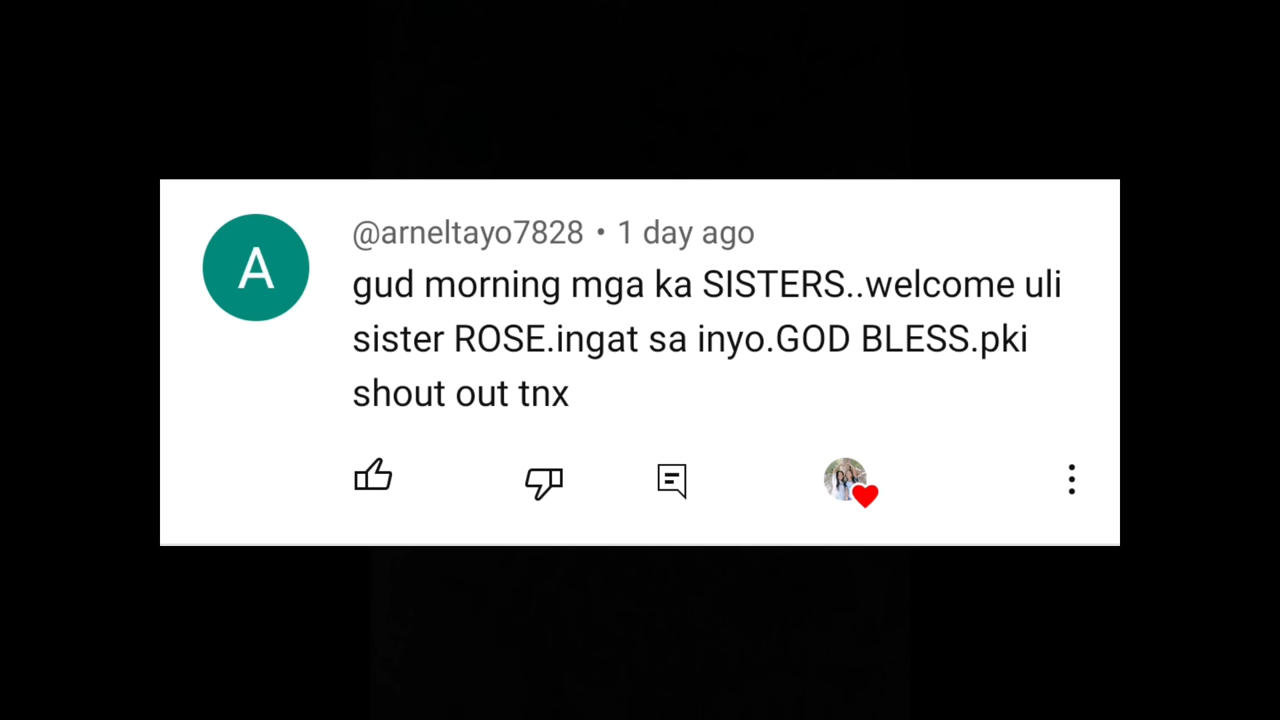 A
@arneltayo7828 • 1 day ago
gud morning mga ka SISTERS..welcome uli
sister ROSE.ingat sa inyo.GOD BLESS.pki
shout out tnx